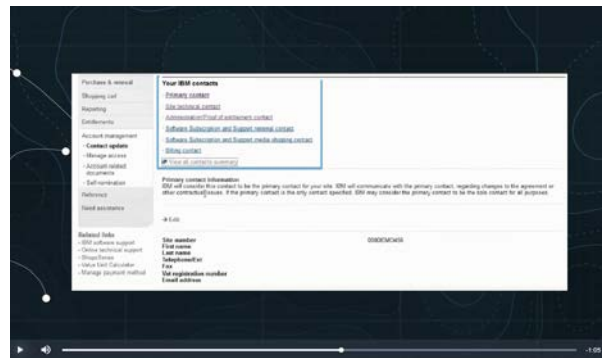 Purchase & renewal
Shopping cart
Reporting
Entitlements
Account management
- Contact update
- Manage access
- Account related
documents
- Self-nomination
Reference
Need assistance
Related links
- IBM software support
- Online technical support
- ShopzSeries
- Value Unit Calculator
- Manage payment method
Your IBM contacts
Primary contact
Site technical contact
Administration/Proof of entitlement contact
Software Subscription and Support renewal contact
Software Subscription and Support media shipping contact
Billing contact
View all contacts summary
Primary contact information
IBM will consider this contact to be the primary contact for your site. IBM will communicate with the primary contact, regarding changes to the agreement or
other contractual issues. If the primary contact is the only contact specified, IBM may consider the primary contact to be the sole contact for all purposes.
Edit
Site number
First name
Last name
Telephone/Ext
Fax
Vat registration number
Email address
-1:05